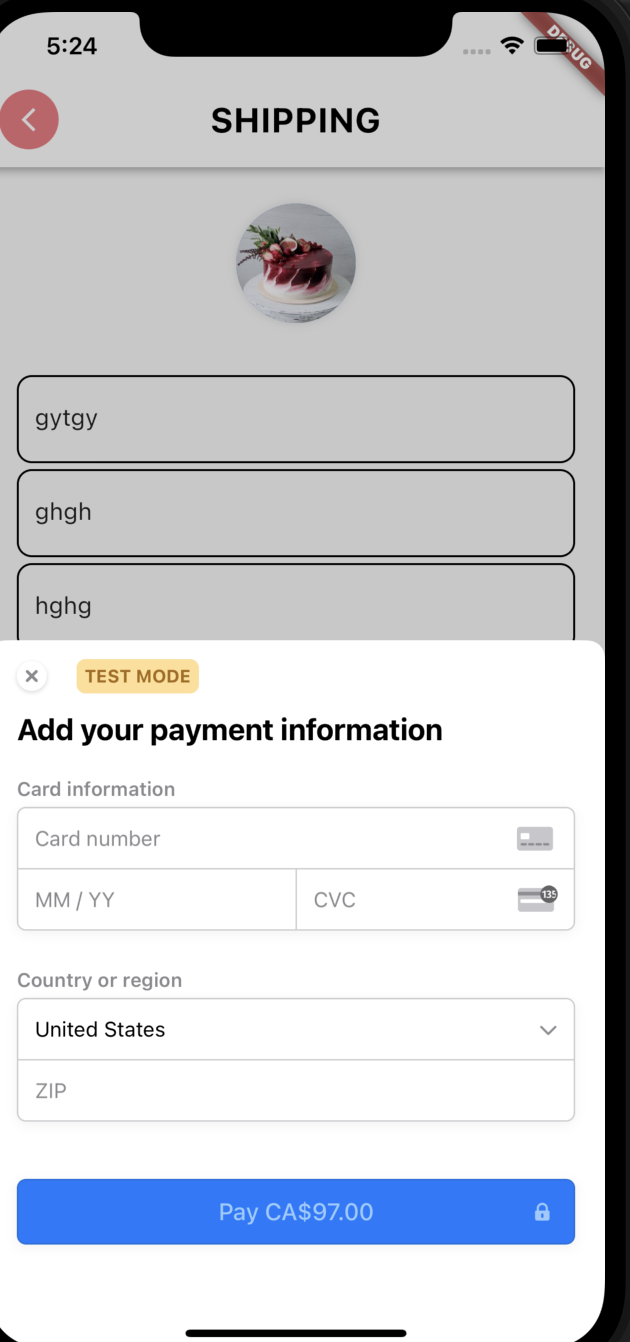 5:24
DEBUG
SHIPPING
gytgy
ghgh
hghg
TEST MODE
Add your payment information
Card information
Card number
MM / YY
CVC
135
Country or region
United States
ZIP
Pay CA$97.00